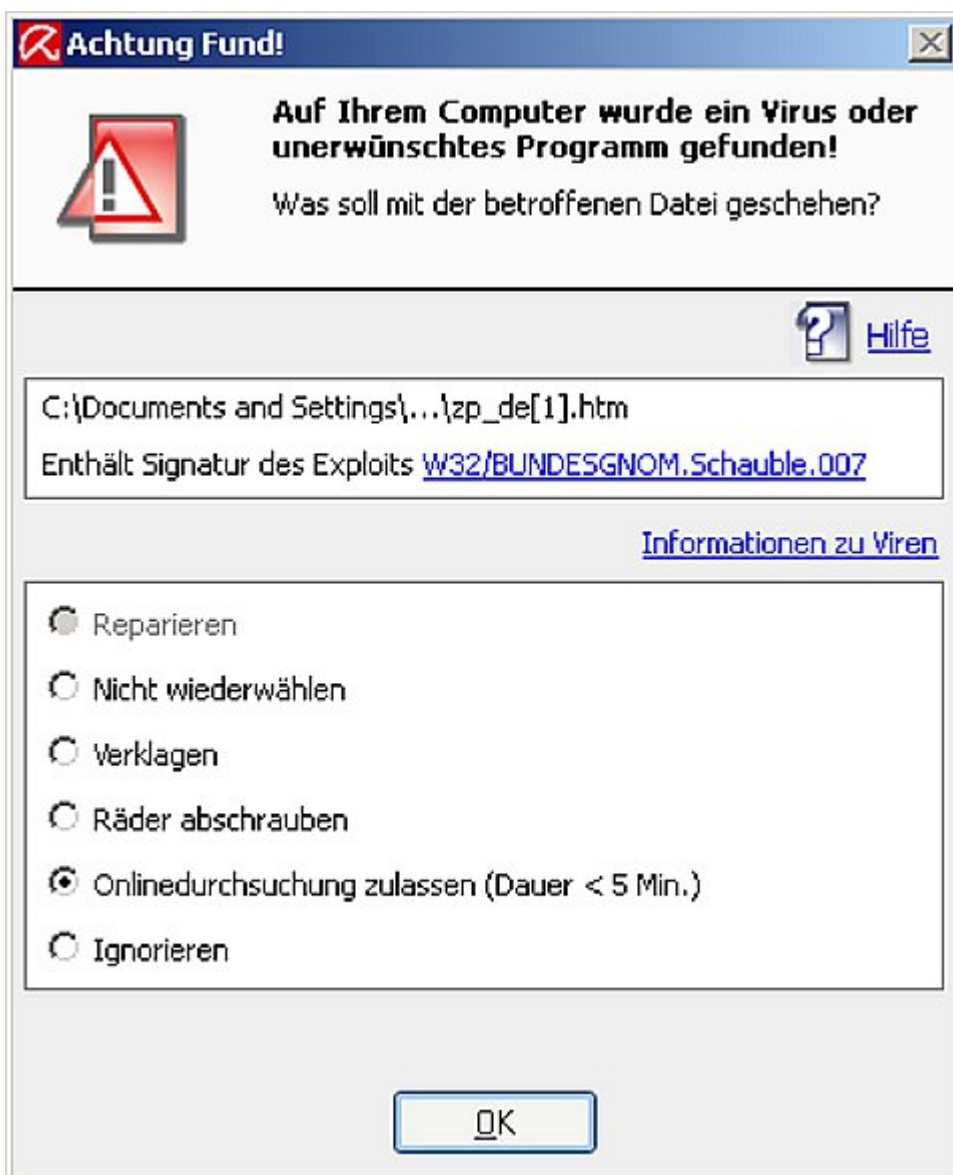 Achtung Fund!
Auf Ihrem Computer wurde ein Virus oder
unerwünschtes Programm gefunden!
Was soll mit der betroffenen Datei geschehen?
Hilfe
C:\Documents and Settings\...\zp_de[1].htm
Enthält Signatur des Exploits W32/BUNDESGNOM.Schauble.007
Informationen zu Viren
Reparieren
Nicht wiederwählen
Verklagen
Räder abschrauben
Onlinedurchsuchung zulassen (Dauer < 5 Min.)
Ignorieren
OK